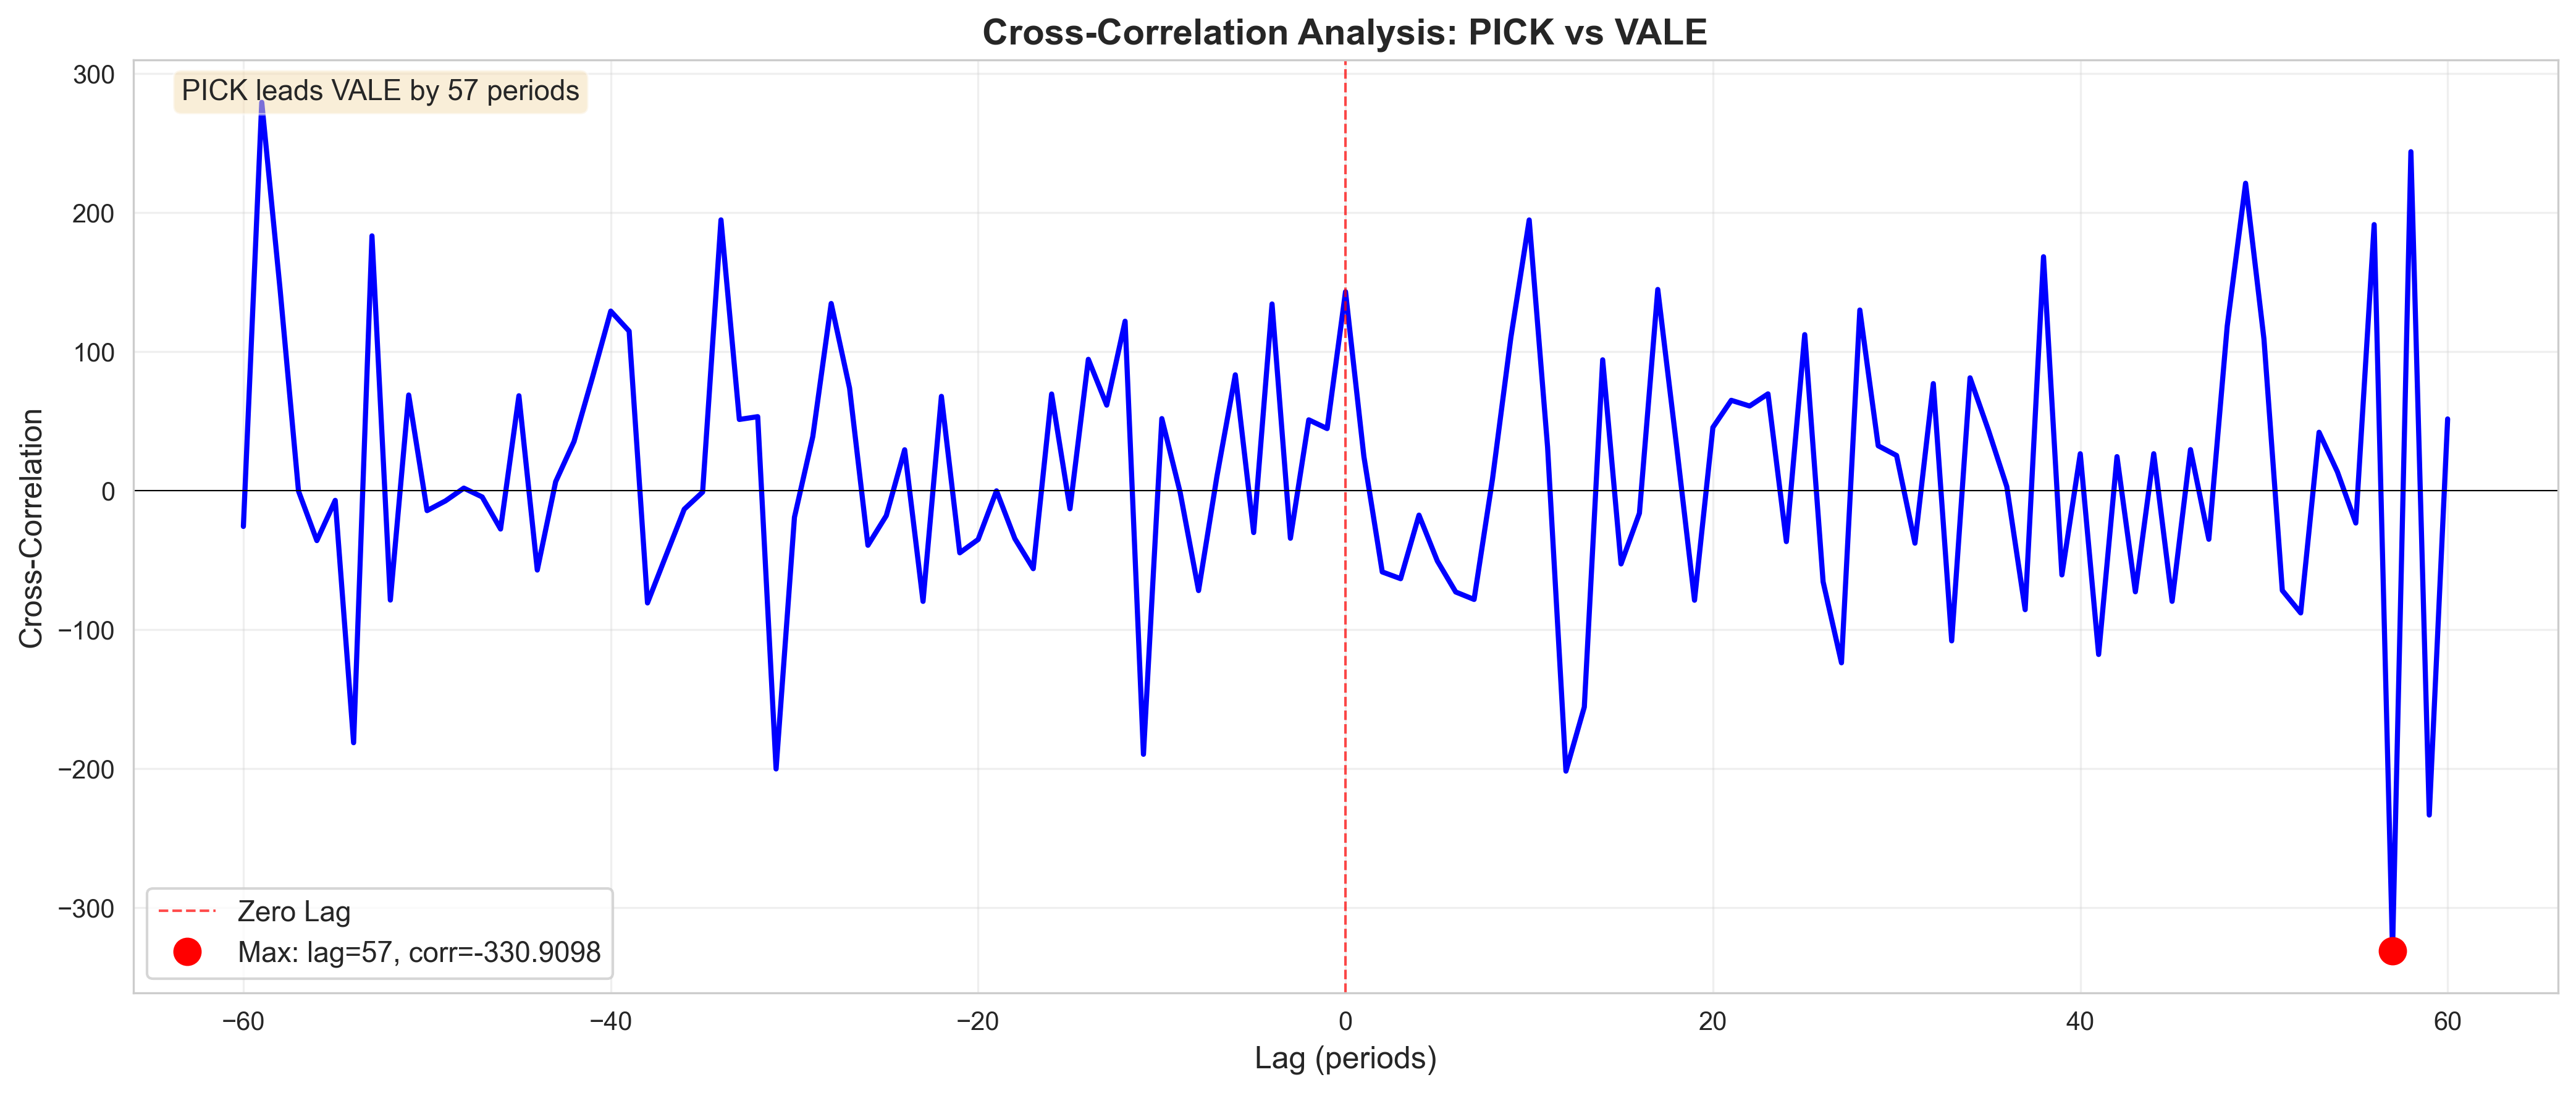 Cross-Correlation Analysis: PICK vs VALE
PICK leads VALE by 57 periods
Cross-Correlation
300
200
100
0
−100
−200
−300
Zero Lag
Max: lag=57, corr=-330.9098
−60 −40 −20 0 20 40 60
Lag (periods)